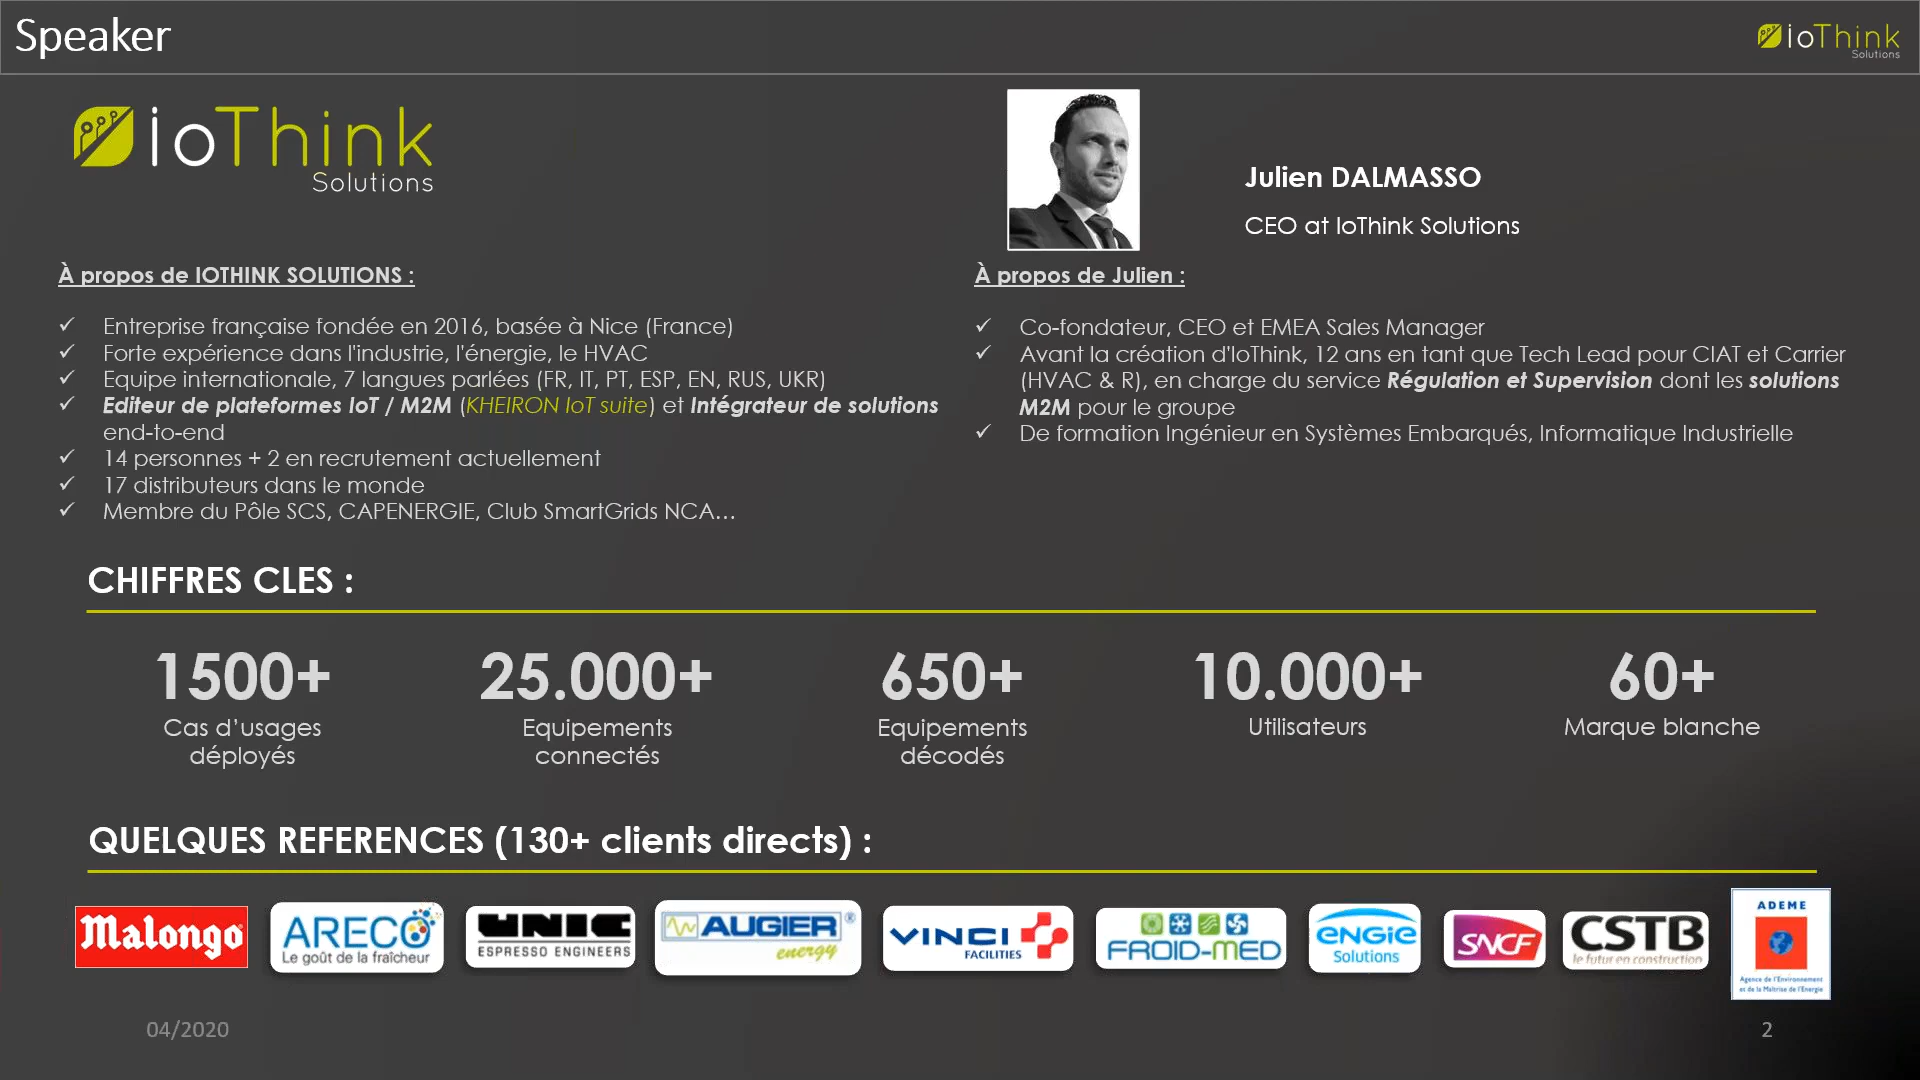 Speaker
ioThink
Solutions
ioThink
Solutions
Julien DALMASSO
CEO at IoThink Solutions
À propos de IOTHINK SOLUTIONS :
Entreprise française fondée en 2016, basée à Nice (France)
Forte expérience dans l'industrie, l'énergie, le HVAC
Equipe internationale, 7 langues parlées (FR, IT, PT, ESP, EN, RUS, UKR)
Editeur de plateformes IoT / M2M (KHEIRON IoT suite) et Intégrateur de solutions
end-to-end
14 personnes + 2 en recrutement actuellement
17 distributeurs dans le monde
Membre du Pôle SCS, CAPENERGIE, Club SmartGrids NCA...
À propos de Julien :
Co-fondateur, CEO et EMEA Sales Manager
Avant la création d'IoThink, 12 ans en tant que Tech Lead pour CIAT et Carrier
(HVAC & R), en charge du service Régulation et Supervision dont les solutions
M2M pour le groupe
De formation Ingénieur en Systèmes Embarqués, Informatique Industrielle
CHIFFRES CLES :
1500+
Cas d’usages
déployés
25.000+
Equipements
connectés
650+
Equipements
décodés
10.000+
Utilisateurs
60+
Marque blanche
QUELQUES REFERENCES (130+ clients directs) :
Malongo
ARECO
Le goût de la fraîcheur
UNIC
ESPRESSO ENGINEERS
AUGIER ®
energy
VINCI
FACILITIES
FROID-MED
ENGIE
Solutions
SNCF
CSTB
le futur en construction
ADEME
Agence de l'Environnement
et de la Maîtrise de l'Energie
04/2020
2